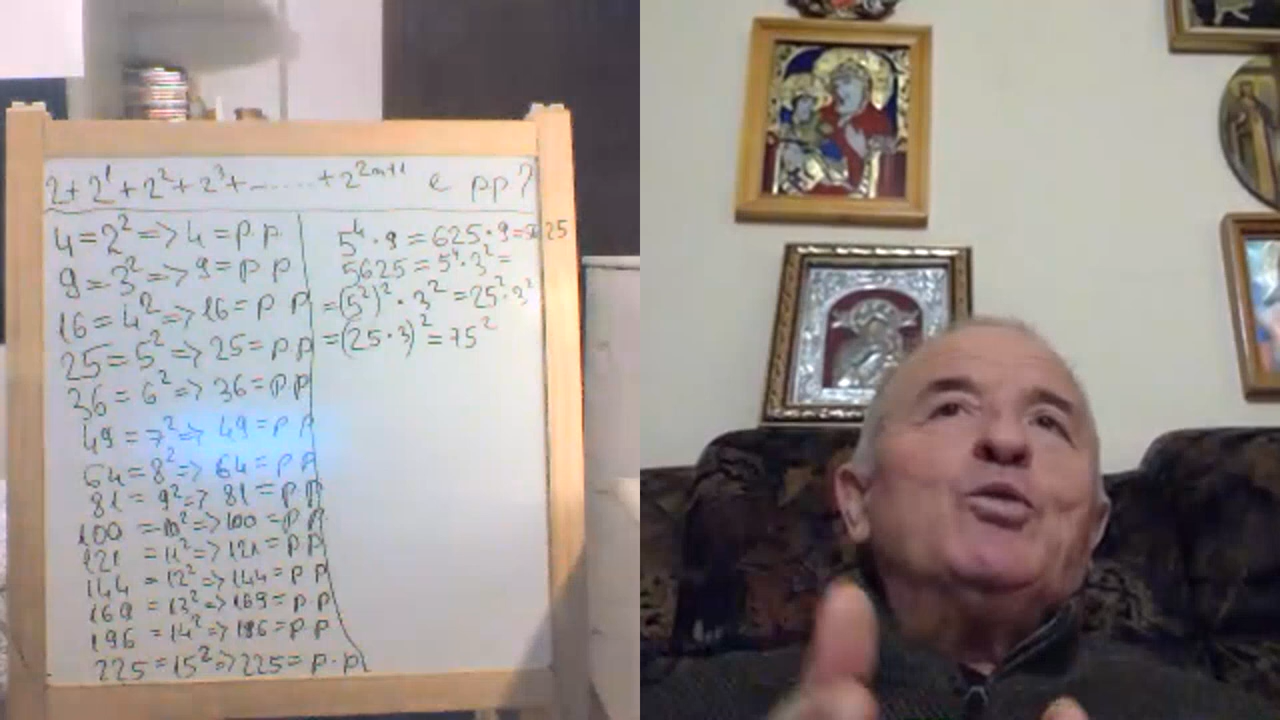 2+2¹+2²+2³+.......+2²ᵐ⁺¹ e pp?
4=2²=>4=p.p.
9=3²=>9=p p
16=4²=>16=p p
25=5²=>25=p.p
36=6²=>36=p.p
49=7²=>49=p p
64=8²=>64=p p
81=9²=>81=p p
100=10²=>100=p p
121=11²=>121=p p
144=12²=>144=p p
169=13²=>169=p p
196=14²=>196=p p
225=15²=>225=p.p
5⁴·9=625·9=5625
5625=5⁴·3²=
=(5²)²·3²=25²·3²
=(25·3)²=75²